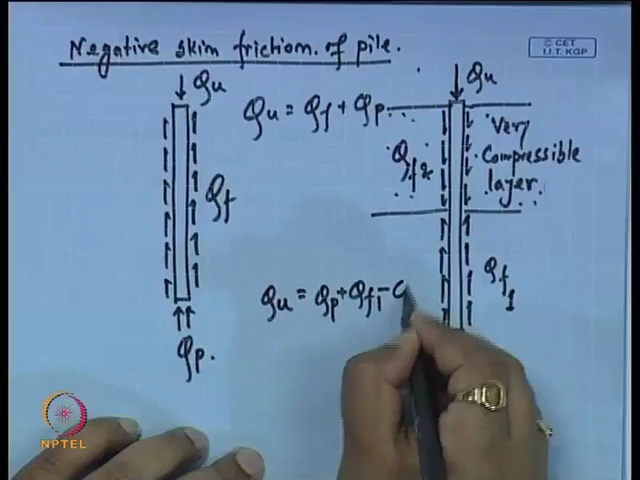 Negative skim friction. of pile.
© CET
I.I.T. KGP
Qu
Qu = Qf + Qp
Qf
Qp.
Qu
Very
Compressible
layer.
Qf2
Qf1
Qu = Qp + Qf1 -
NPTEL